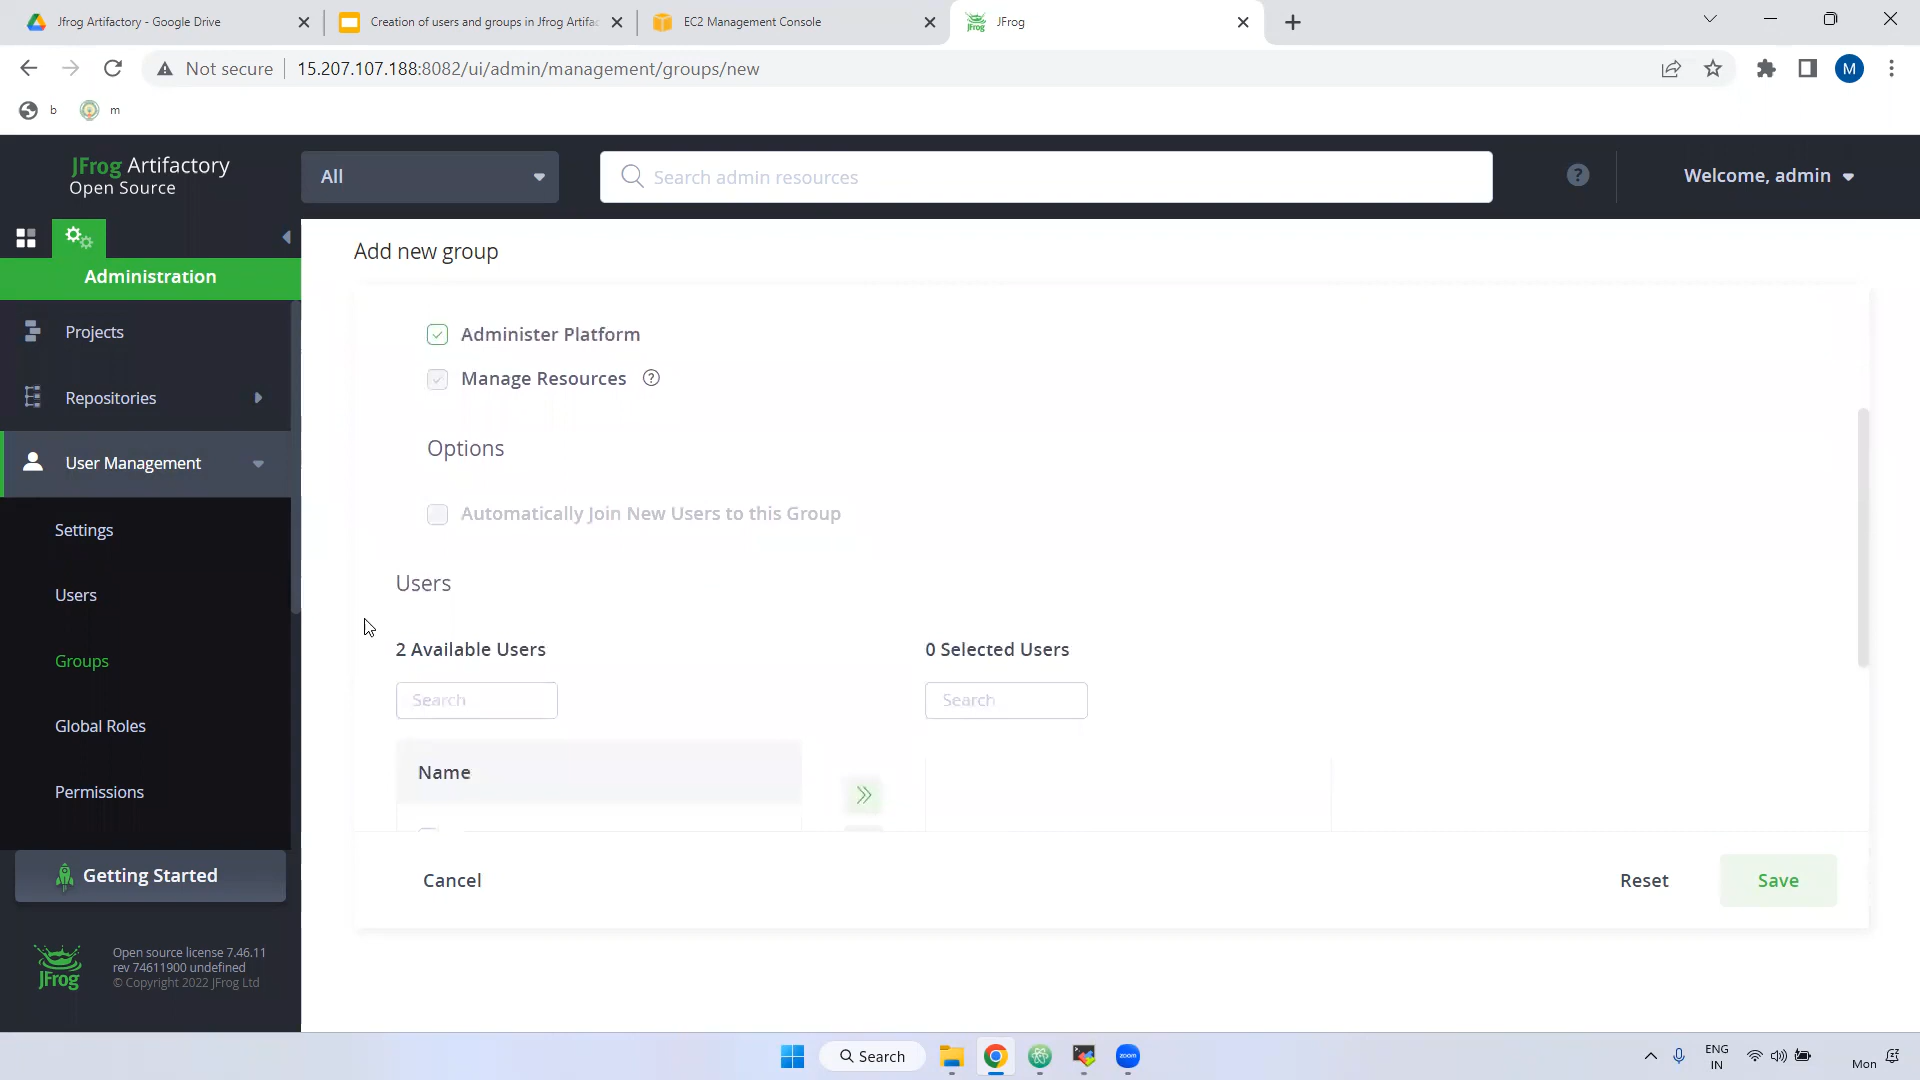 Jfrog Artifactory - Google Drive
Creation of users and groups in Jfrog Artifac
EC2 Management Console
JFrog
Not secure
15.207.107.188:8082/ui/admin/management/groups/new
M
b
m
JFrog Artifactory
Open Source
All
Search admin resources
?
Welcome, admin
Administration
Projects
Repositories
User Management
Settings
Users
Groups
Global Roles
Permissions
Getting Started
JFrog
Open source license 7.46.11
rev 74611900 undefined
© Copyright 2022 JFrog Ltd
Add new group
Administer Platform
Manage Resources ?
Options
Automatically Join New Users to this Group
Users
2 Available Users
0 Selected Users
Search
Search
Name
Cancel
Reset
Save
Search
zoom
ENG
IN
Mon